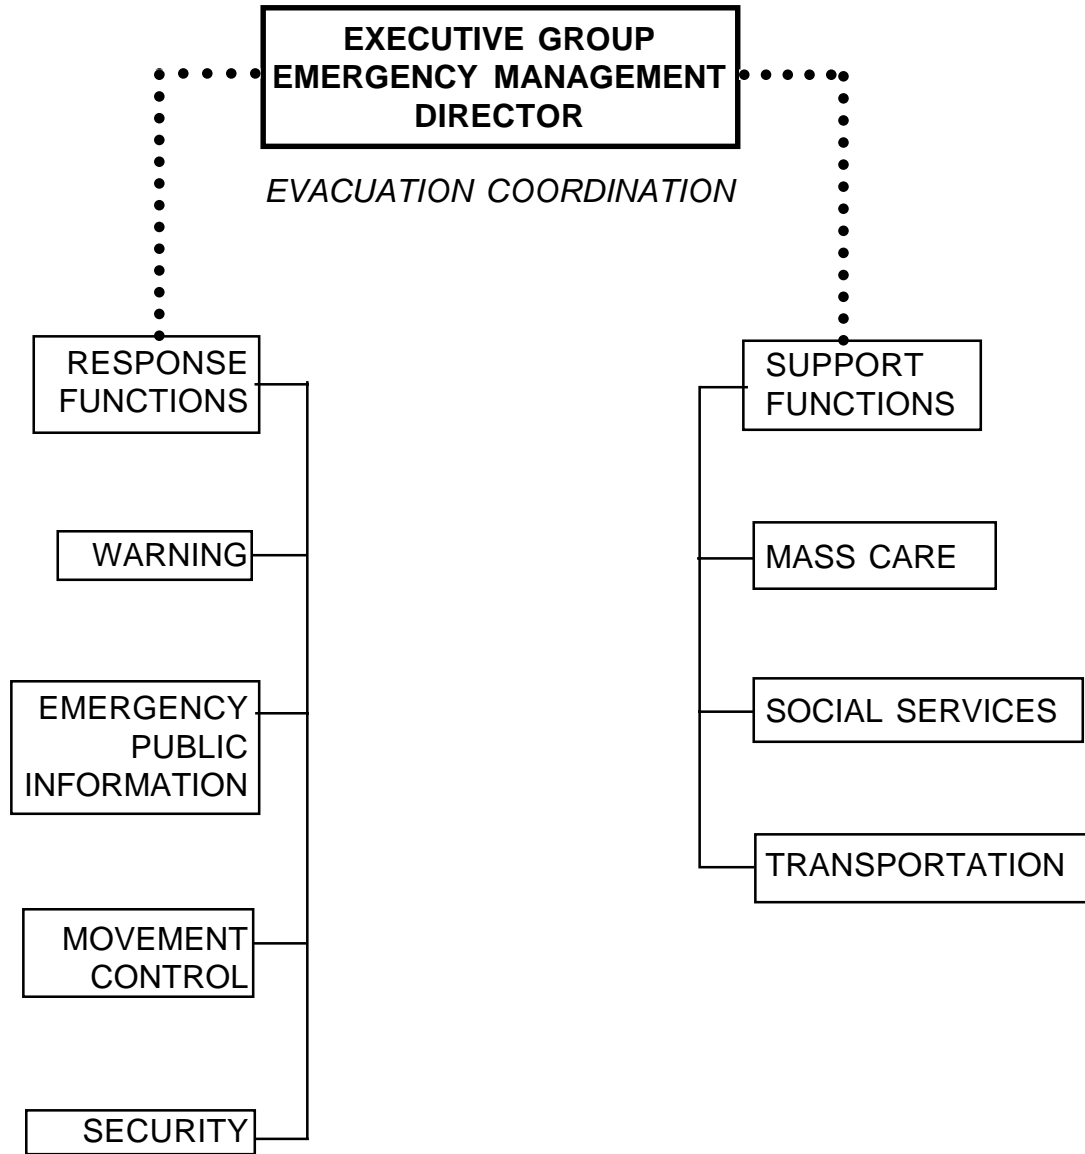 EXECUTIVE GROUP
EMERGENCY MANAGEMENT
DIRECTOR
EVACUATION COORDINATION
RESPONSE
FUNCTIONS
WARNING
EMERGENCY
PUBLIC
INFORMATION
MOVEMENT
CONTROL
SECURITY
SUPPORT
FUNCTIONS
MASS CARE
SOCIAL SERVICES
TRANSPORTATION